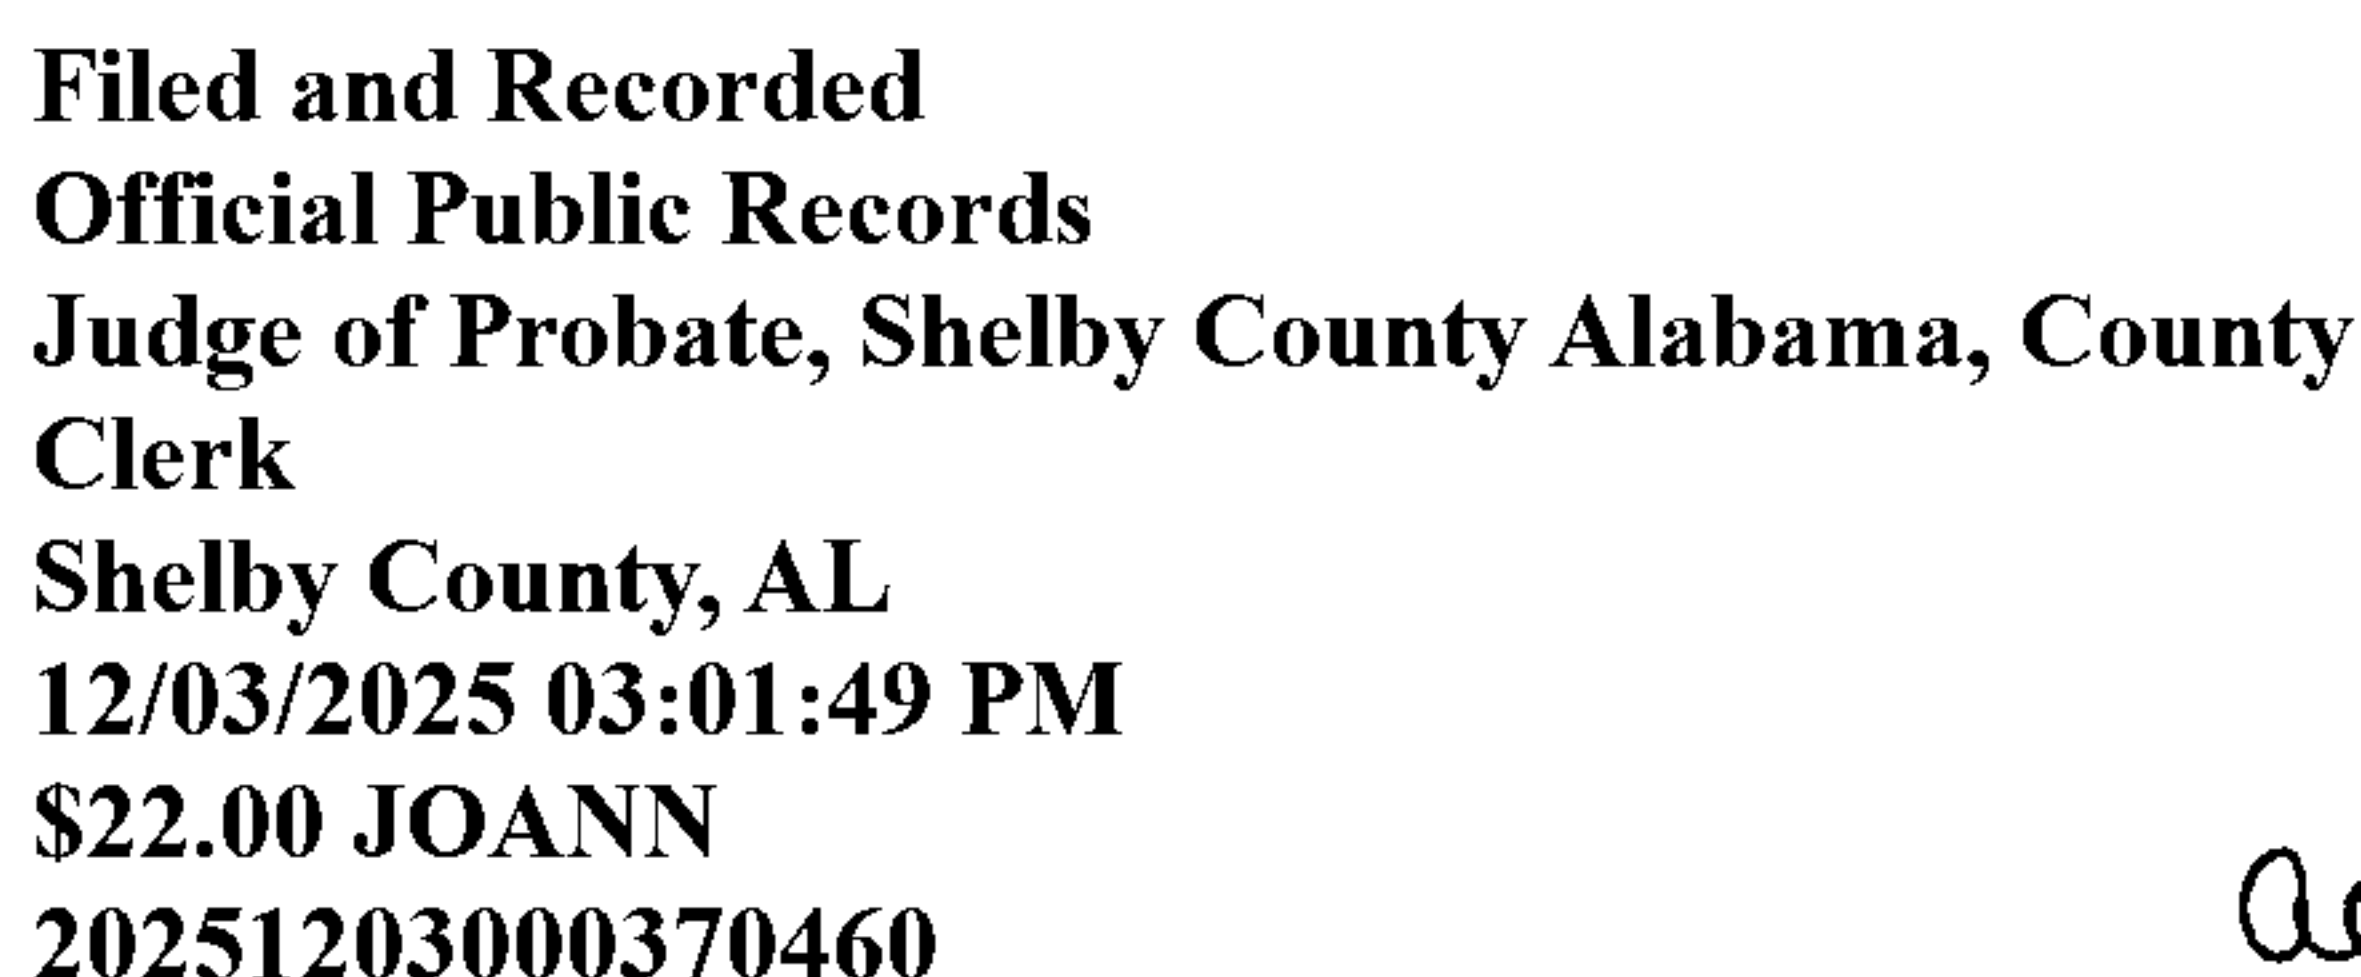 Filed and Recorded
Official Public Records
Judge of Probate, Shelby County Alabama, County
Clerk
Shelby County, AL
12/03/2025 03:01:49 PM
$22.00 JOANN
20251203000370460